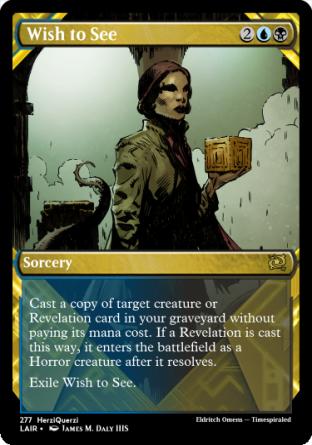 Wish to See 2
Sorcery
Cast a copy of target creature or
Revelation card in your graveyard without
paying its mana cost. If a Revelation is cast
this way, it enters the battlefield as a
Horror creature after it resolves.
Exile Wish to See.
277 HerziQuerzi Eldritch Omens — Timespiraled
LAIR • James M. Daly IIIS